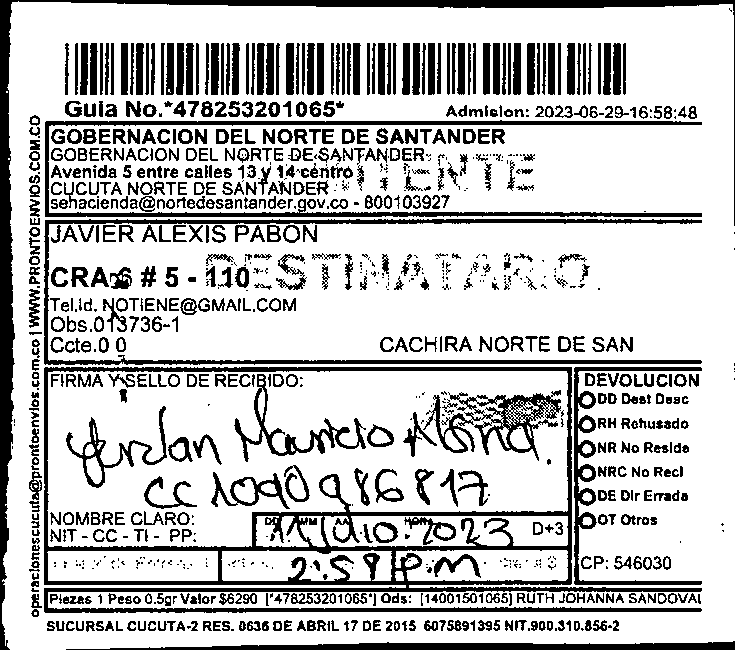 Guia No.*478253201065*
Admision: 2023-06-29-16:58:48
GOBERNACION DEL NORTE DE SANTANDER
GOBERNACION DEL NORTE DE SANTANDER
Avenida 5 entre calles 13 y 14 centro
CUCUTA NORTE DE SANTANDER
sehacienda@nortedesantander.gov.co - 800103927
JAVIER ALEXIS PABON
DESTINATARIO
CRA 6 # 5 - 110
Tel.id. NOTIENE@GMAIL.COM
Obs.013736-1
Ccte.0 0
CACHIRA NORTE DE SAN
FIRMA Y SELLO DE RECIBIDO:
Mauricio
CC 1090986817
NOMBRE CLARO:
NIT - CC - TI - PP:
11 Julio. 2023
D+3
2:59 P.M
DEVOLUCION
DD Dest Desc
RH Rehusado
NR No Reside
NRC No Recl
DE Dir Errada
OT Otros
CP: 546030
Piezas 1 Peso 0.5gr Valor $6290 [*478253201065*] Ods: [14001501065] RUTH JOHANNA SANDOVAL
SUCURSAL CUCUTA-2 RES. 0636 DE ABRIL 17 DE 2015 6075891395 NIT.900.310.856-2
operacionescucuta@prontoenvios.com.co | WWW.PRONTOENVIOS.COM.CO